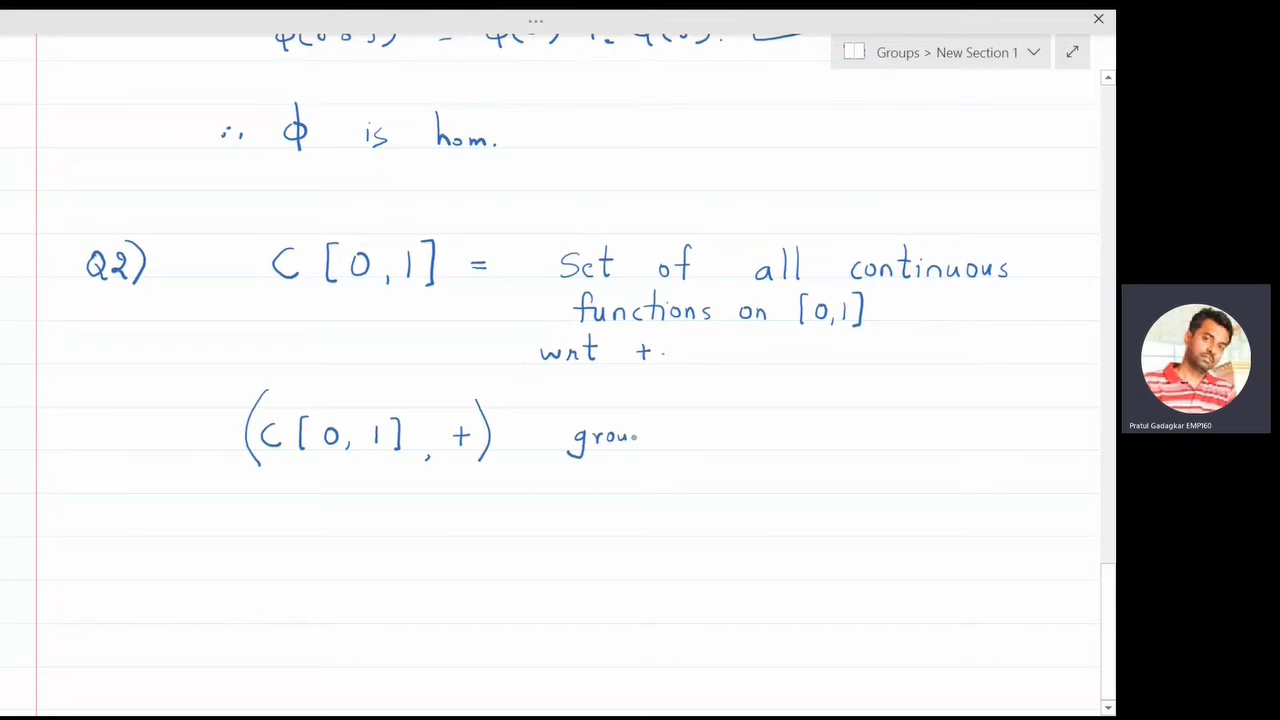 Groups > New Section 1
∴ ϕ is hom.
Q2) C [0,1] = Set of all continuous
functions on [0,1]
wrt +.
(C[0, 1], +) grou
Pratul Gadagkar EMP160